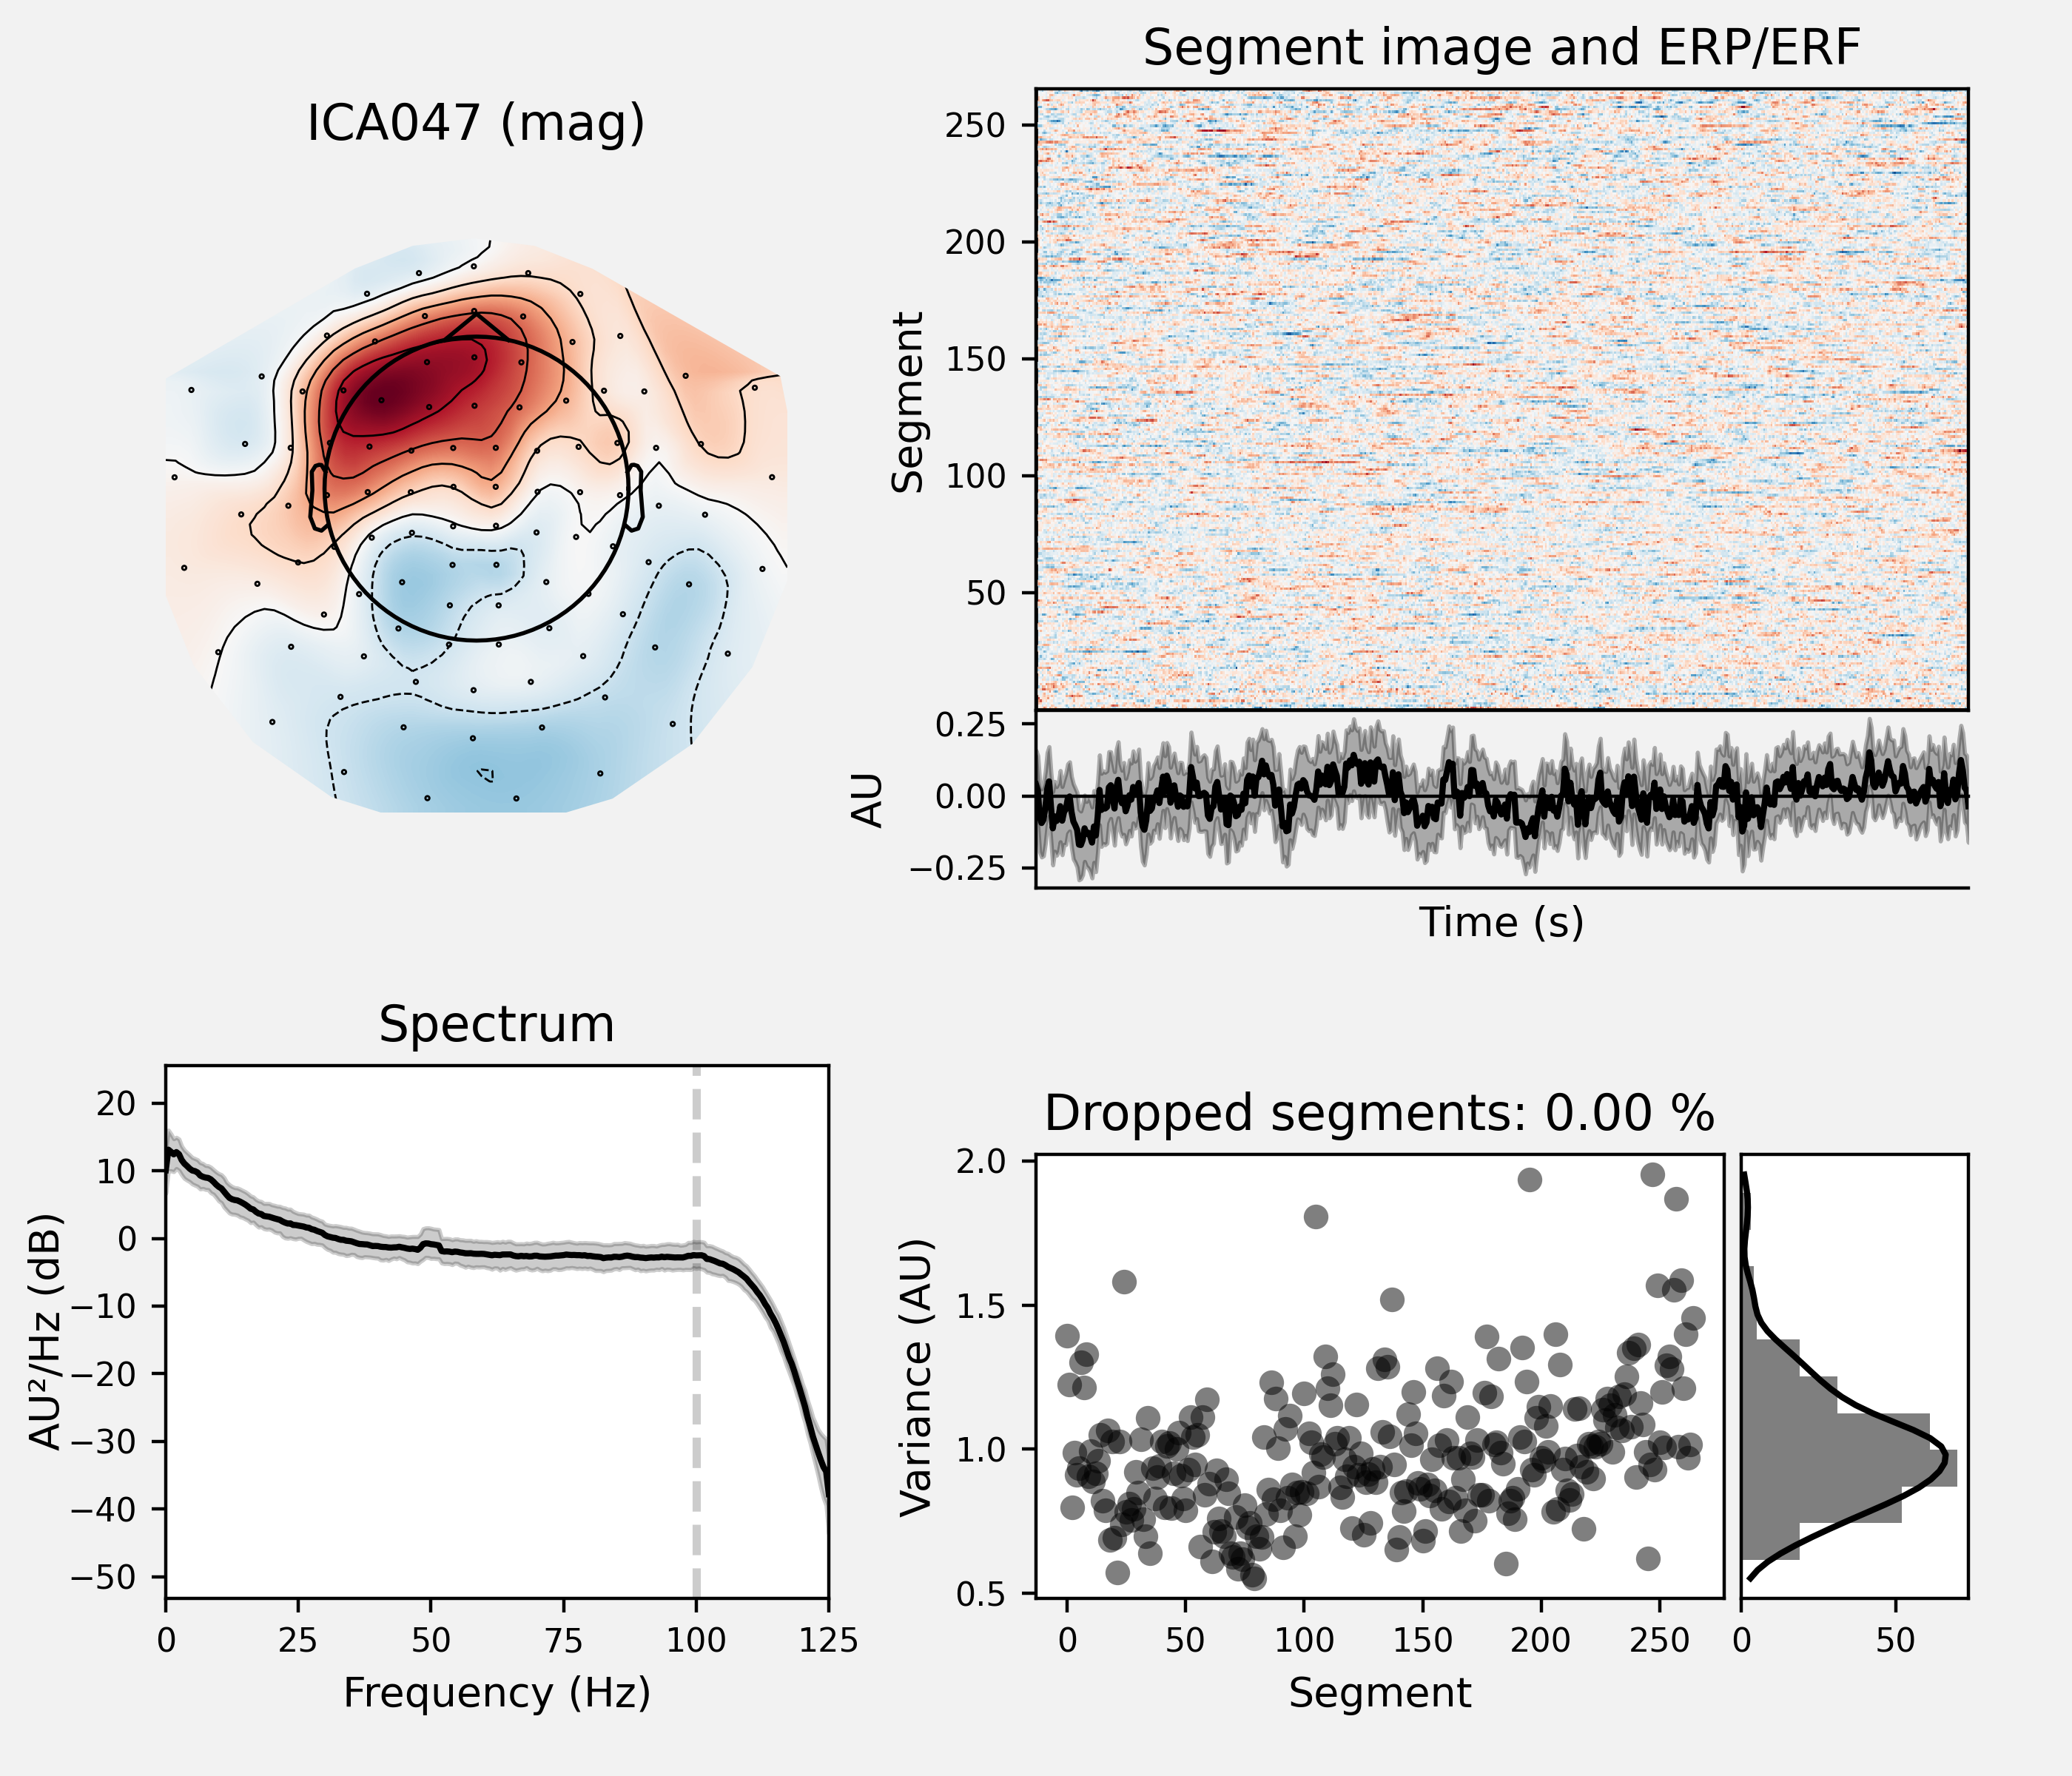 ICA047 (mag)
Segment image and ERP/ERF
Segment
250
200
150
100
50
AU
0.25
0.00
−0.25
Time (s)
Spectrum
AU²/Hz (dB)
20
10
0
−10
−20
−30
−40
−50
0 25 50 75 100 125
Frequency (Hz)
Dropped segments: 0.00 %
Variance (AU)
2.0
1.5
1.0
0.5
0 50 100 150 200 250
Segment
0 50